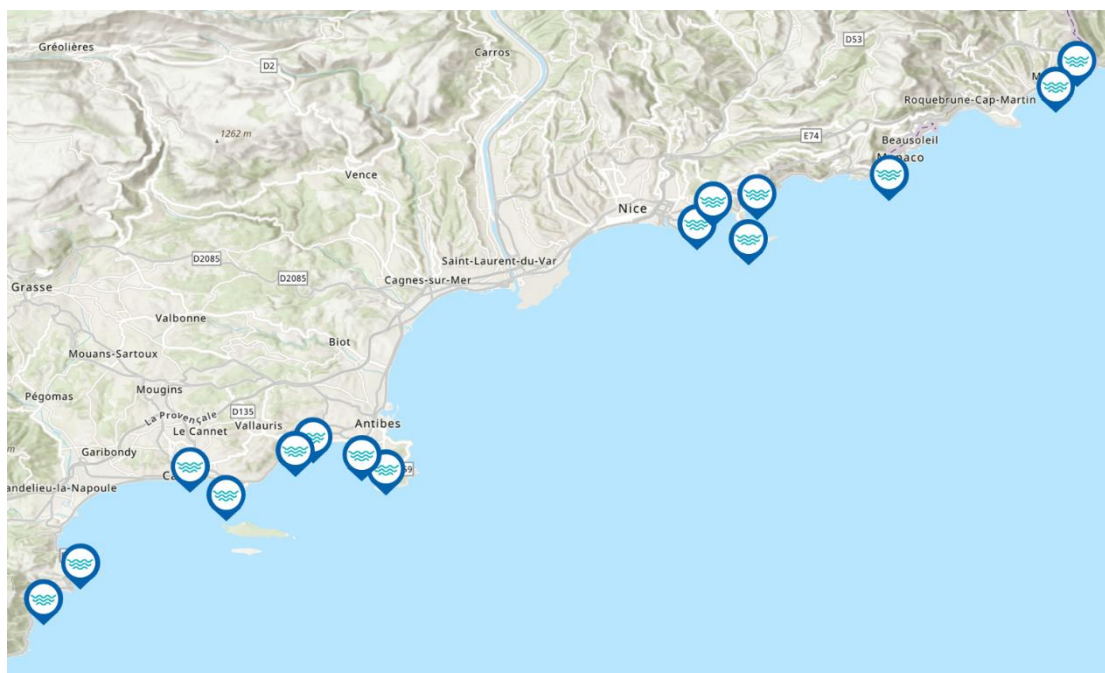 Gréolières
D2
Carros
D53
Roquebrune-Cap-Martin
1262 m
E74
Beausoleil
Monaco
Vence
Nice
D2085
Saint-Laurent-du-Var
D2085
Cagnes-sur-Mer
Grasse
Valbonne
Biot
Mouans-Sartoux
Mougins
Pégomas
La Provençale
D135
Le Cannet
Vallauris
Antibes
m
Garibondy
Ca
andelieu-la-Napoule